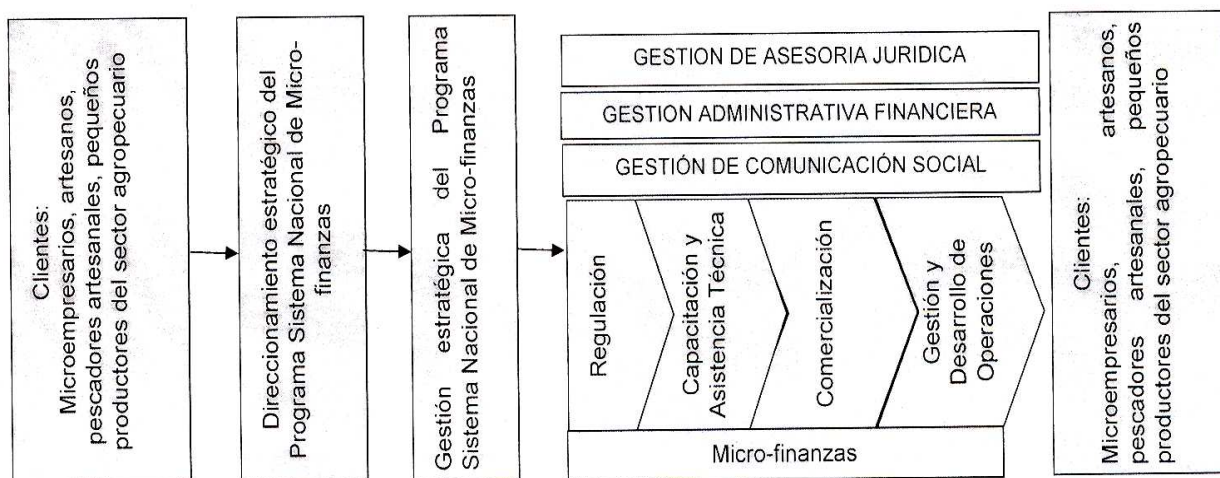 Clientes:
Microempresarios, artesanos,
pescadores artesanales, pequeños
productores del sector agropecuario
Direccionamiento estratégico del
Programa Sistema Nacional de Micro-
finanzas
Gestión estratégica del Programa
Sistema Nacional de Micro-finanzas
GESTION DE ASESORIA JURIDICA
GESTION ADMINISTRATIVA FINANCIERA
GESTIÓN DE COMUNICACIÓN SOCIAL
Regulación
Capacitación y
Asistencia Técnica
Comercialización
Gestión y
Desarrollo de
Operaciones
Micro-finanzas
Clientes:
Microempresarios, artesanos,
pescadores artesanales, pequeños
productores del sector agropecuario